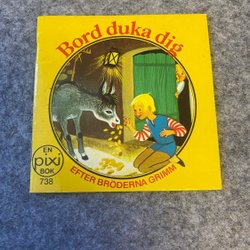 Bord duka dig
EN
pixi
BOK
738
EFTER BRÖDERNA GRIMM